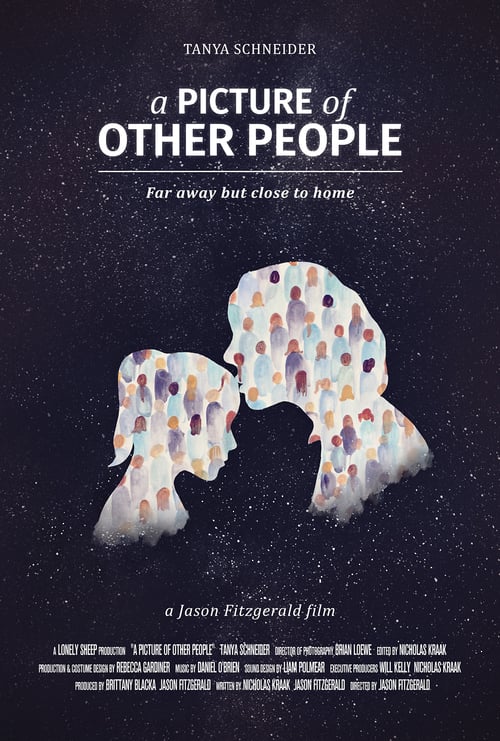 TANYA SCHNEIDER
a PICTURE of
OTHER PEOPLE
Far away but close to home
a Jason Fitzgerald film
A LONELY SHEEP PRODUCTION "A PICTURE OF OTHER PEOPLE" TANYA SCHNEIDER DIRECTOR OF PHOTOGRAPHY BRIAN LOEWE EDITED BY NICHOLAS KRAAK
PRODUCTION & COSTUME DESIGN BY REBECCA GARDINER MUSIC BY DANIEL O'BRIEN SOUND DESIGN BY LIAM POLMEAR EXECUTIVE PRODUCERS WILL KELLY NICHOLAS KRAAK
PRODUCED BY BRITTANY BLACKA JASON FITZGERALD WRITTEN BY NICHOLAS KRAAK JASON FITZGERALD DIRECTED BY JASON FITZGERALD